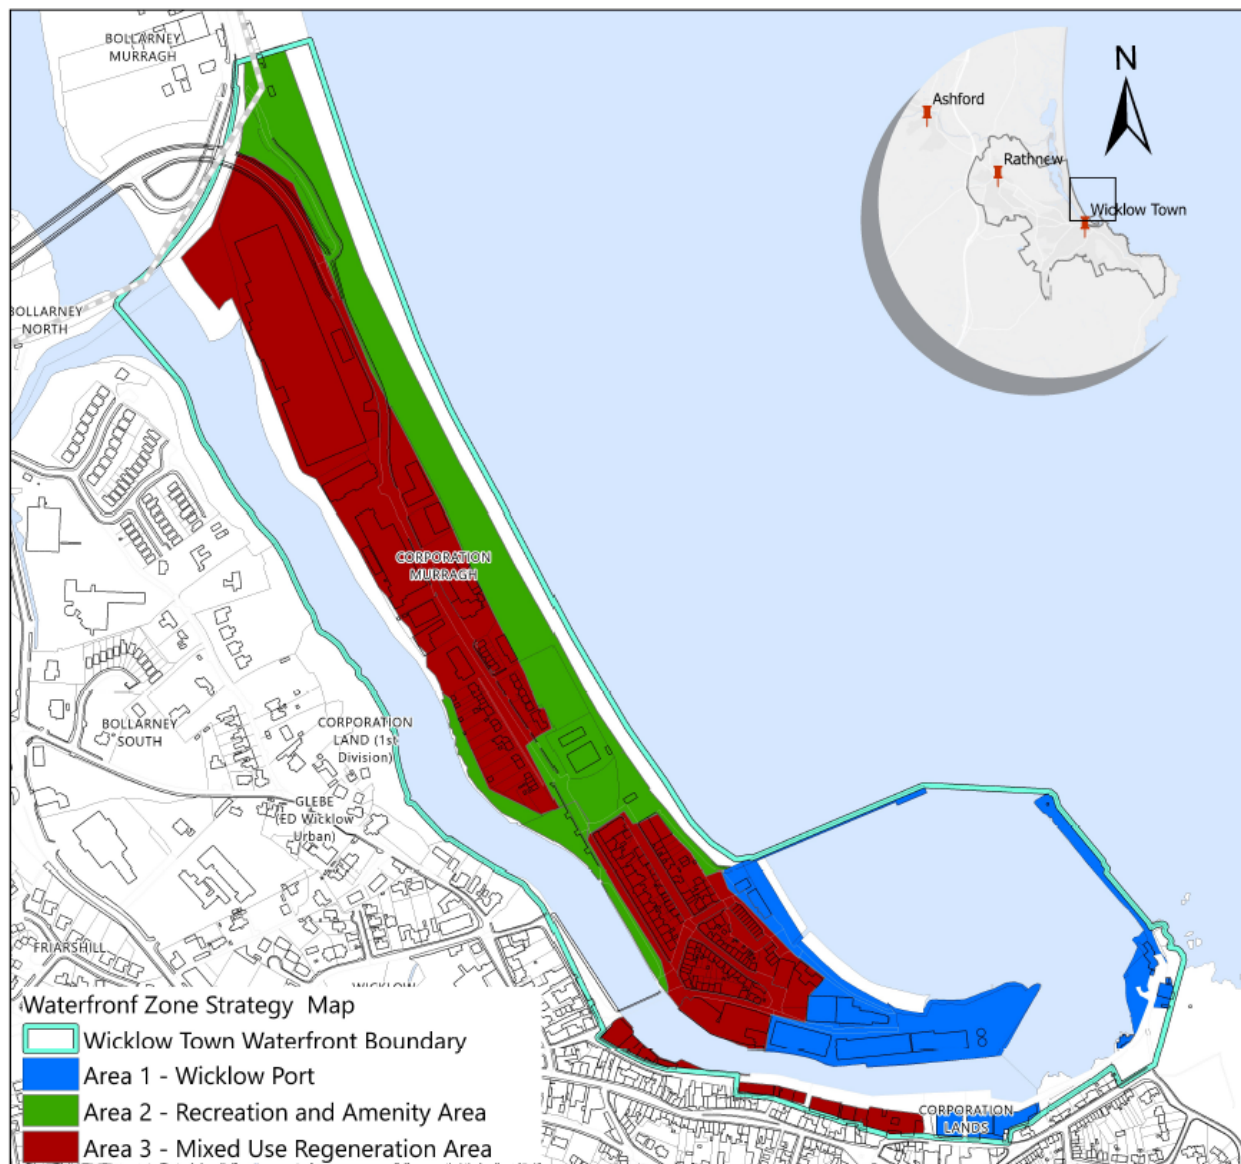 BOLLARNEY
MURRAGH
N
Ashford
Rathnew
Wicklow Town
BOLLARNEY
NORTH
CORPORATION
MURRAGH
BOLLARNEY
SOUTH
CORPORATION
LAND (1st
Division)
GLEBE
(ED Wicklow
Urban)
FRIARSHILL
WICKLOW
CORPORATION
LANDS
Waterfronf Zone Strategy Map
Wicklow Town Waterfront Boundary
Area 1 - Wicklow Port
Area 2 - Recreation and Amenity Area
Area 3 - Mixed Use Regeneration Area